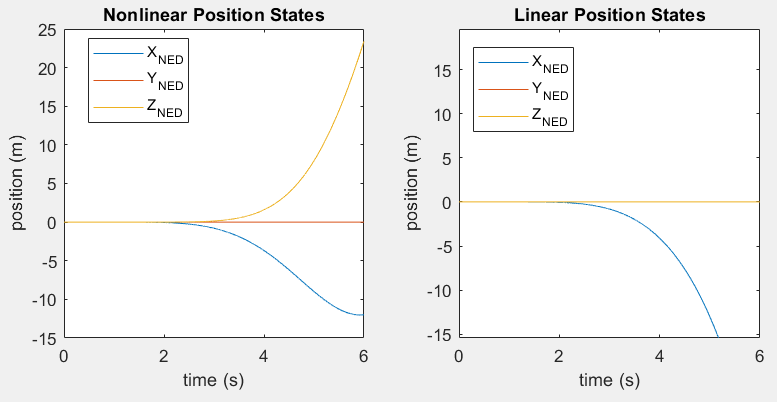 Nonlinear Position States
25
20
15
10
5
0
-5
-10
-15
position (m)
X_NED
Y_NED
Z_NED
0
2
4
6
time (s)
Linear Position States
15
10
5
0
-5
-10
-15
position (m)
X_NED
Y_NED
Z_NED
0
2
4
6
time (s)